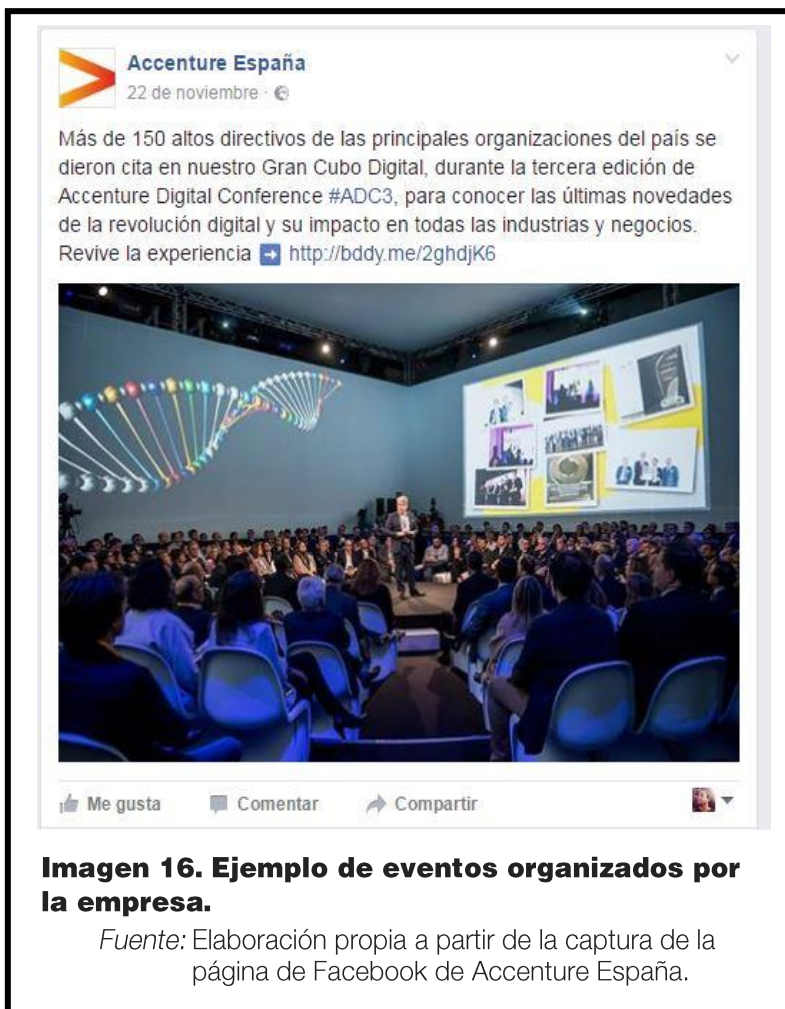 Accenture España
22 de noviembre ·
Más de 150 altos directivos de las principales organizaciones del país se
dieron cita en nuestro Gran Cubo Digital, durante la tercera edición de
Accenture Digital Conference #ADC3, para conocer las últimas novedades
de la revolución digital y su impacto en todas las industrias y negocios.
Revive la experiencia ➡ http://bddy.me/2ghdjK6
Me gusta Comentar Compartir
Imagen 16. Ejemplo de eventos organizados por
la empresa.
Fuente: Elaboración propia a partir de la captura de la
página de Facebook de Accenture España.